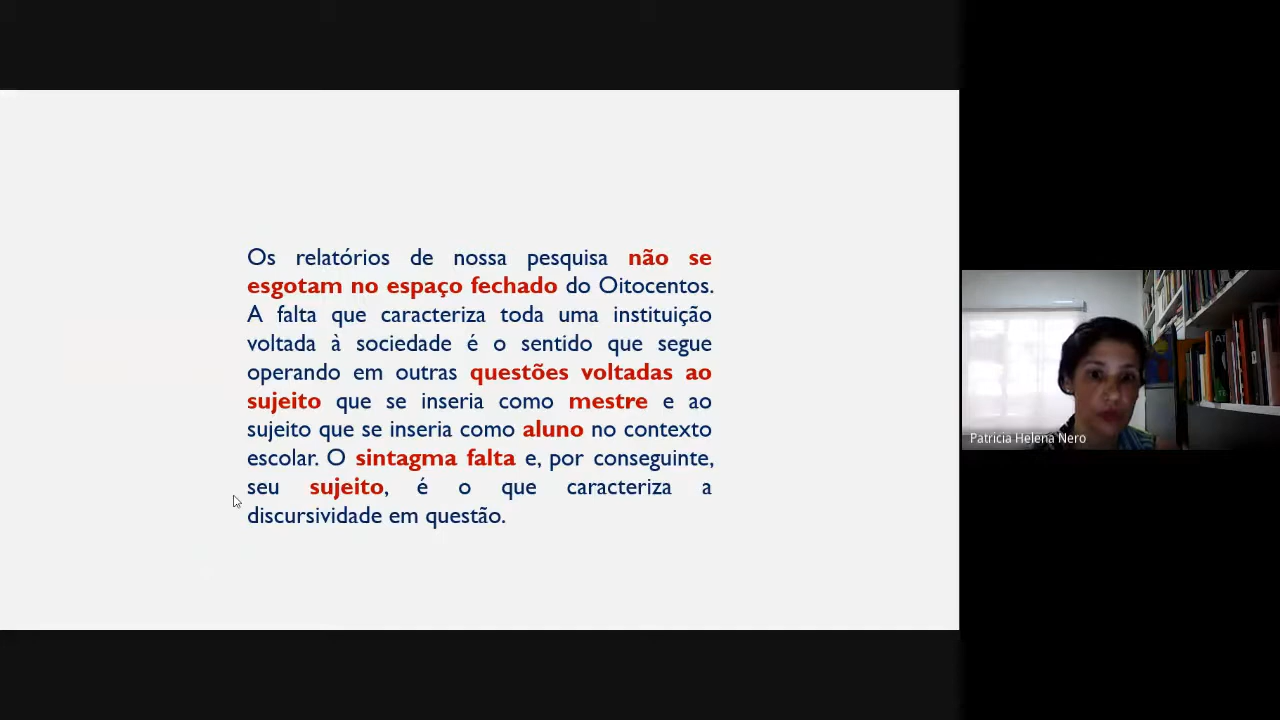 Os relatórios de nossa pesquisa não se
esgotam no espaço fechado do Oitocentos.
A falta que caracteriza toda uma instituição
voltada à sociedade é o sentido que segue
operando em outras questões voltadas ao
sujeito que se inseria como mestre e ao
sujeito que se inseria como aluno no contexto
escolar. O sintagma falta e, por conseguinte,
seu sujeito, é o que caracteriza a
discursividade em questão.
Patricia Helena Nero